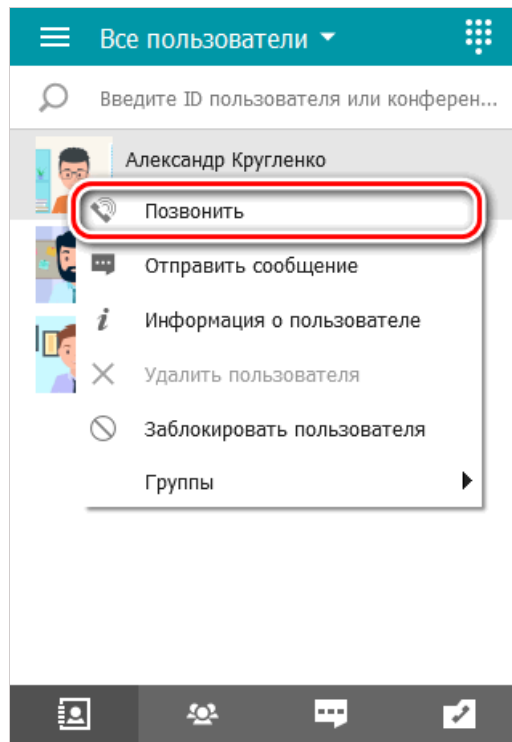 Все пользователи
Введите ID пользователя или конферен...
Александр Кругленко
Позвонить
Отправить сообщение
Информация о пользователе
Удалить пользователя
Заблокировать пользователя
Группы